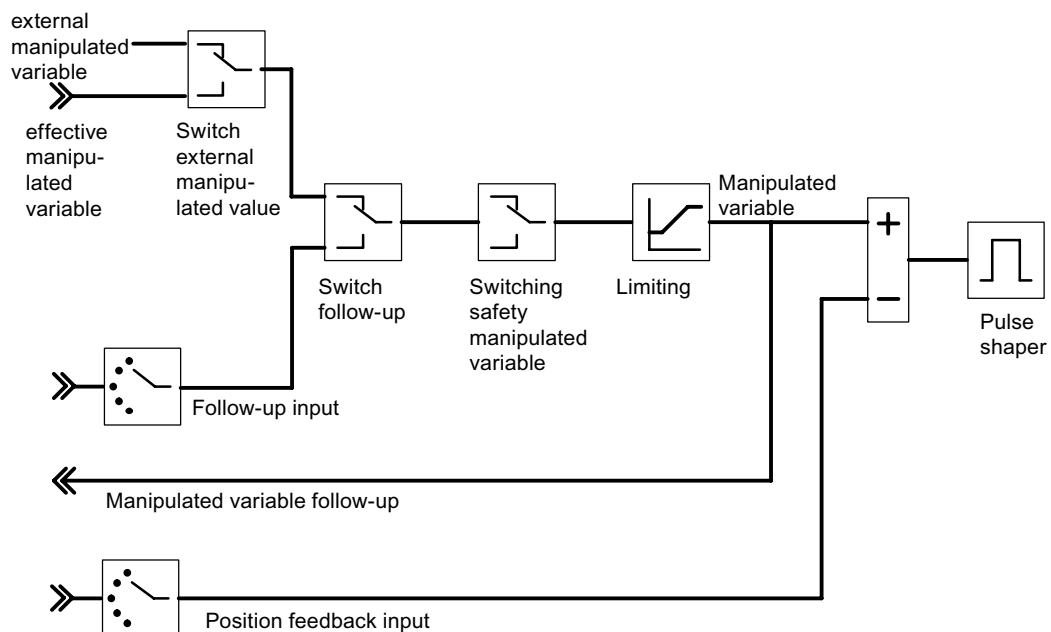 external
manipulated
variable
effective
manipu-
lated
variable
Switch
external
manipu-
lated value
Switch
follow-up
Switching
safety
manipulated
variable
Limiting
Manipulated
variable
+
−
Pulse
shaper
Follow-up input
Manipulated variable follow-up
Position feedback input